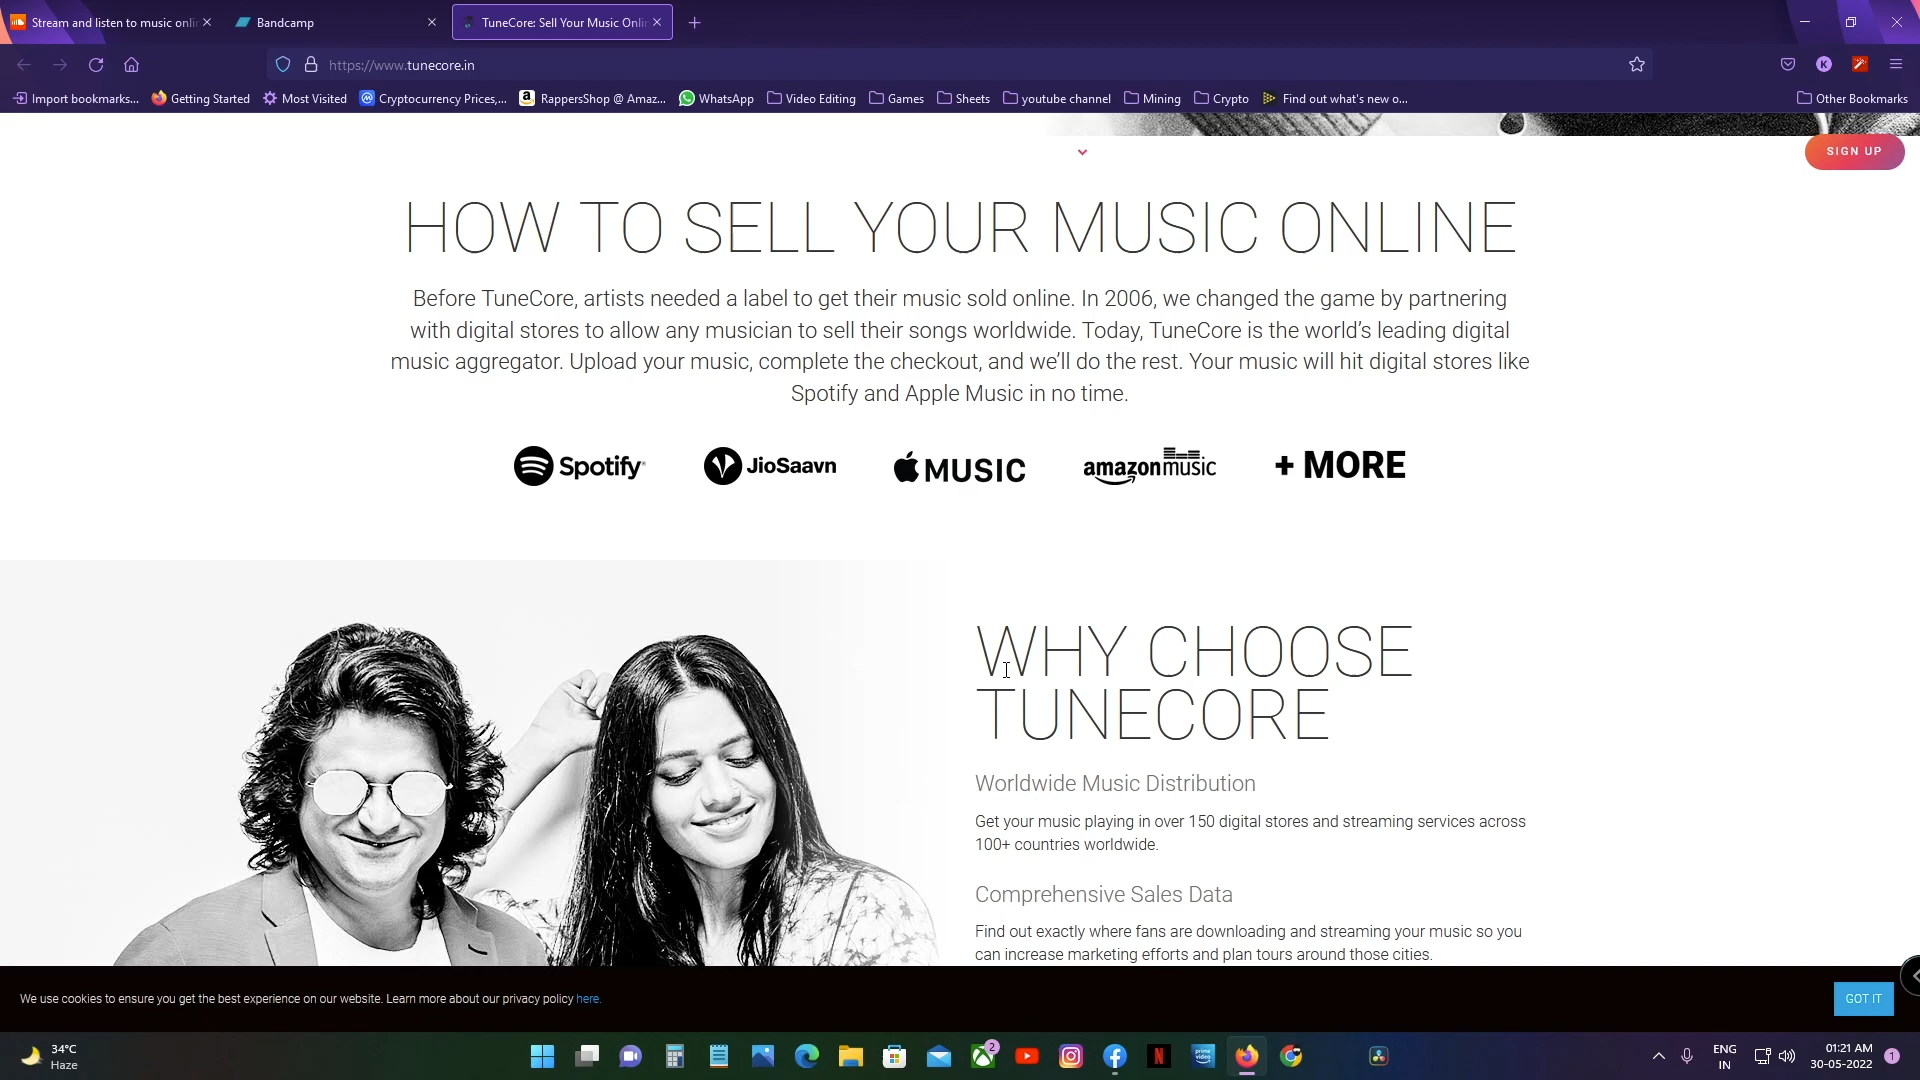 Stream and listen to music onlin
Bandcamp
TuneCore: Sell Your Music Onlin
https://www.tunecore.in
K
Import bookmarks...
Getting Started
Most Visited
Cryptocurrency Prices,...
RappersShop @ Amaz...
WhatsApp
Video Editing
Games
Sheets
youtube channel
Mining
Crypto
Find out what's new o...
Other Bookmarks
SIGN UP
HOW TO SELL YOUR MUSIC ONLINE
Before TuneCore, artists needed a label to get their music sold online. In 2006, we changed the game by partnering
with digital stores to allow any musician to sell their songs worldwide. Today, TuneCore is the world’s leading digital
music aggregator. Upload your music, complete the checkout, and we’ll do the rest. Your music will hit digital stores like
Spotify and Apple Music in no time.
Spotify
JioSaavn
MUSIC
amazon music
+ MORE
WHY CHOOSE
TUNECORE
Worldwide Music Distribution
Get your music playing in over 150 digital stores and streaming services across
100+ countries worldwide.
Comprehensive Sales Data
Find out exactly where fans are downloading and streaming your music so you
can increase marketing efforts and plan tours around those cities.
We use cookies to ensure you get the best experience on our website. Learn more about our privacy policy here.
GOT IT
34°C
Haze
2
N
prime video
ENG
IN
01:21 AM
30-05-2022
1